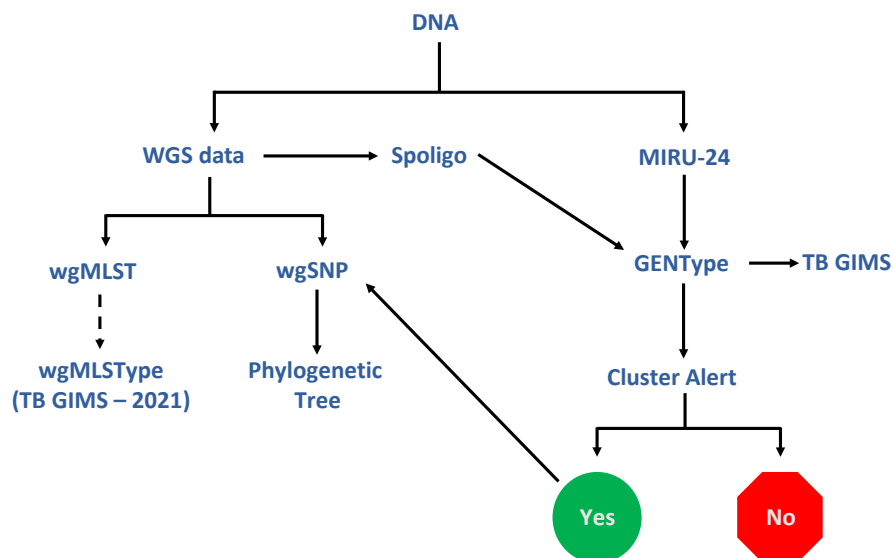 DNA
WGS data
Spoligo
MIRU-24
wgMLST
wgSNP
GENType
TB GIMS
wgMLSType
(TB GIMS – 2021)
Phylogenetic
Tree
Cluster Alert
Yes
No